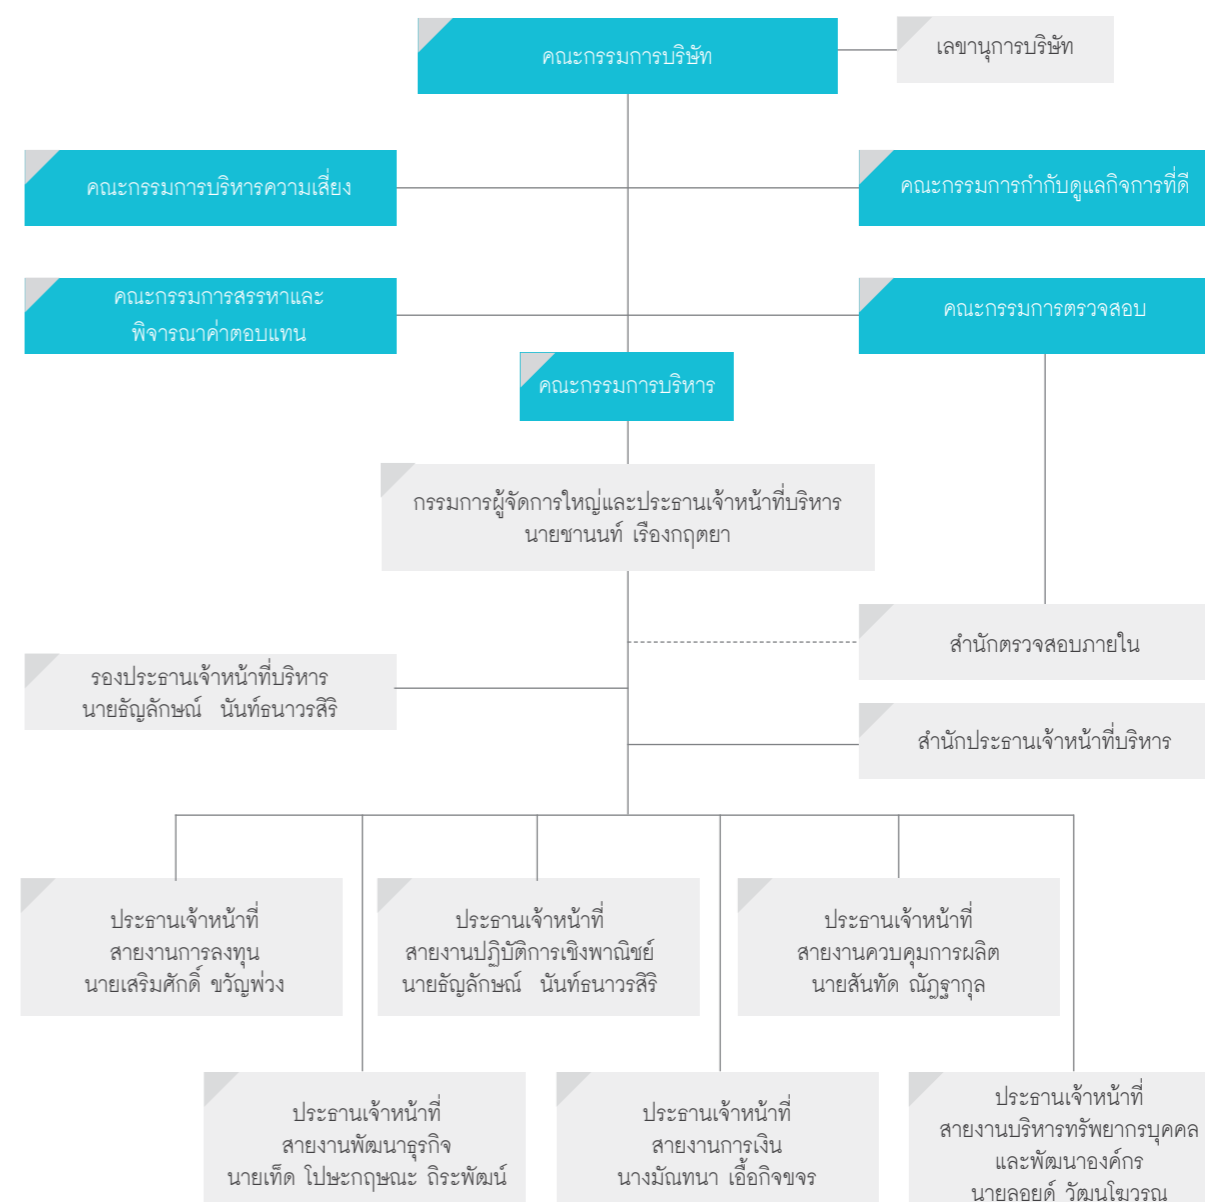 คณะกรรมการบริษัท
เลขานุการบริษัท
คณะกรรมการบริหารความเสี่ยง
คณะกรรมการกำกับดูแลกิจการที่ดี
คณะกรรมการสรรหาและ
พิจารณาค่าตอบแทน
คณะกรรมการตรวจสอบ
คณะกรรมการบริหาร
กรรมการผู้จัดการใหญ่และประธานเจ้าหน้าที่บริหาร
นายชานนท์ เรืองกฤตยา
สำนักตรวจสอบภายใน
รองประธานเจ้าหน้าที่บริหาร
นายธัญลักษณ์ นันท์ธนาวรสิริ
สำนักประธานเจ้าหน้าที่บริหาร
ประธานเจ้าหน้าที่
สายงานการลงทุน
นายเสริมศักดิ์ ขวัญพ่วง
ประธานเจ้าหน้าที่
สายงานปฏิบัติการเชิงพาณิชย์
นายธัญลักษณ์ นันท์ธนาวรสิริ
ประธานเจ้าหน้าที่
สายงานควบคุมการผลิต
นายสันทัด ณัฏฐากุล
ประธานเจ้าหน้าที่
สายงานพัฒนาธุรกิจ
นายเท็ด โปษะกฤษณะ ถิระพัฒน์
ประธานเจ้าหน้าที่
สายงานการเงิน
นางมัณทนา เอื้อกิจขจร
ประธานเจ้าหน้าที่
สายงานบริหารทรัพยากรบุคคล
และพัฒนาองค์กร
นายลอยด์ วัฒนโฆวรุณ